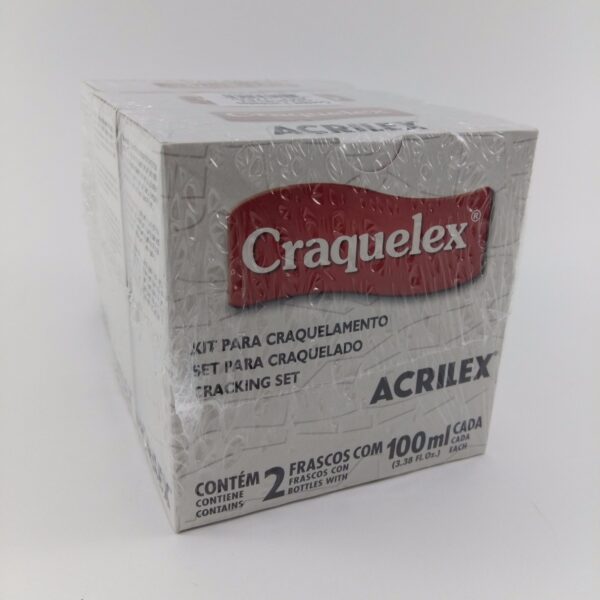 ACRILEX
Craquelex®
KIT PARA CRAQUELAMENTO
SET PARA CRAQUELADO
CRACKING SET
ACRILEX®
CONTÉM 2 FRASCOS COM 100 ml CADA
CONTIENE FRASCOS CON (3.38 FL.Oz.) CADA
CONTAINS BOTTLES WITH EACH